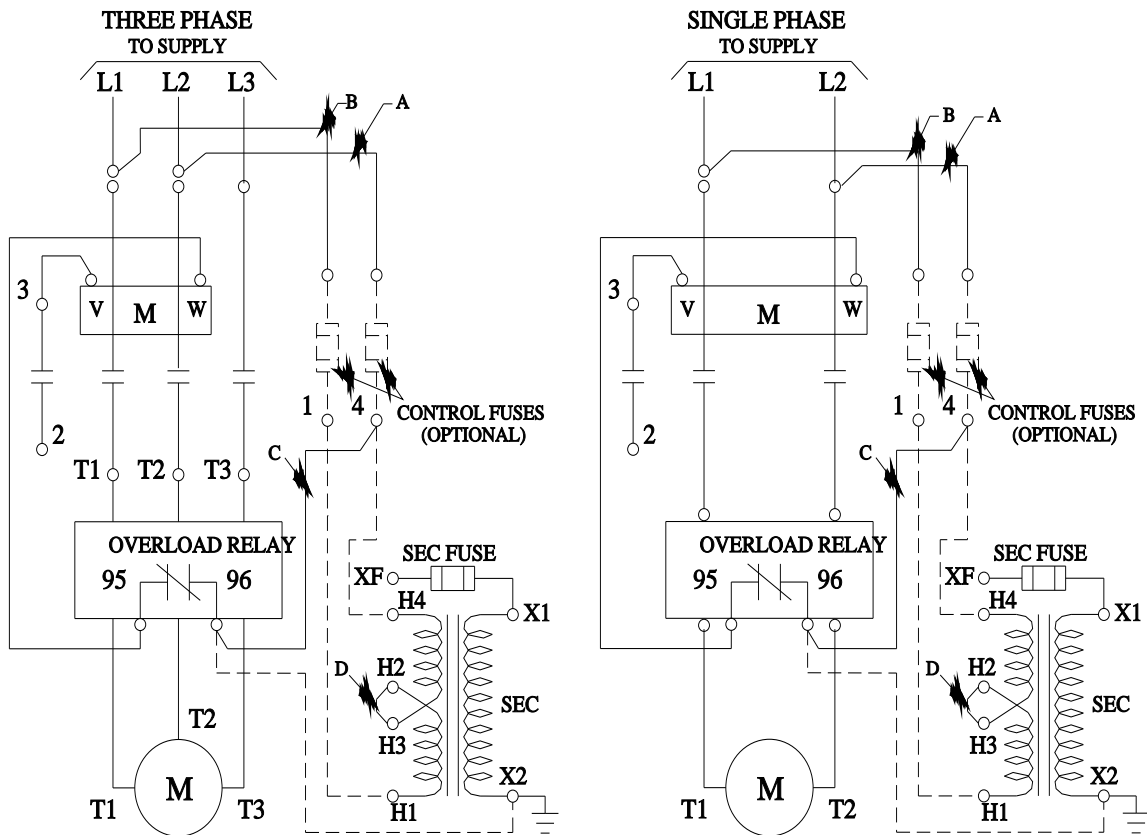 THREE PHASE
TO SUPPLY
L1 L2 L3
B A
3
V M W
1 4
CONTROL FUSES
(OPTIONAL)
2
T1 T2 T3
C
OVERLOAD RELAY
95 96
SEC FUSE
XF
H4
X1
D
H2
SEC
H3
T2
M
T1 T3
X2
H1
SINGLE PHASE
TO SUPPLY
L1 L2
B A
3
V M W
1 4
CONTROL FUSES
(OPTIONAL)
2
C
OVERLOAD RELAY
95 96
SEC FUSE
XF
H4
X1
D
H2
SEC
H3
M
T1 T2
X2
H1